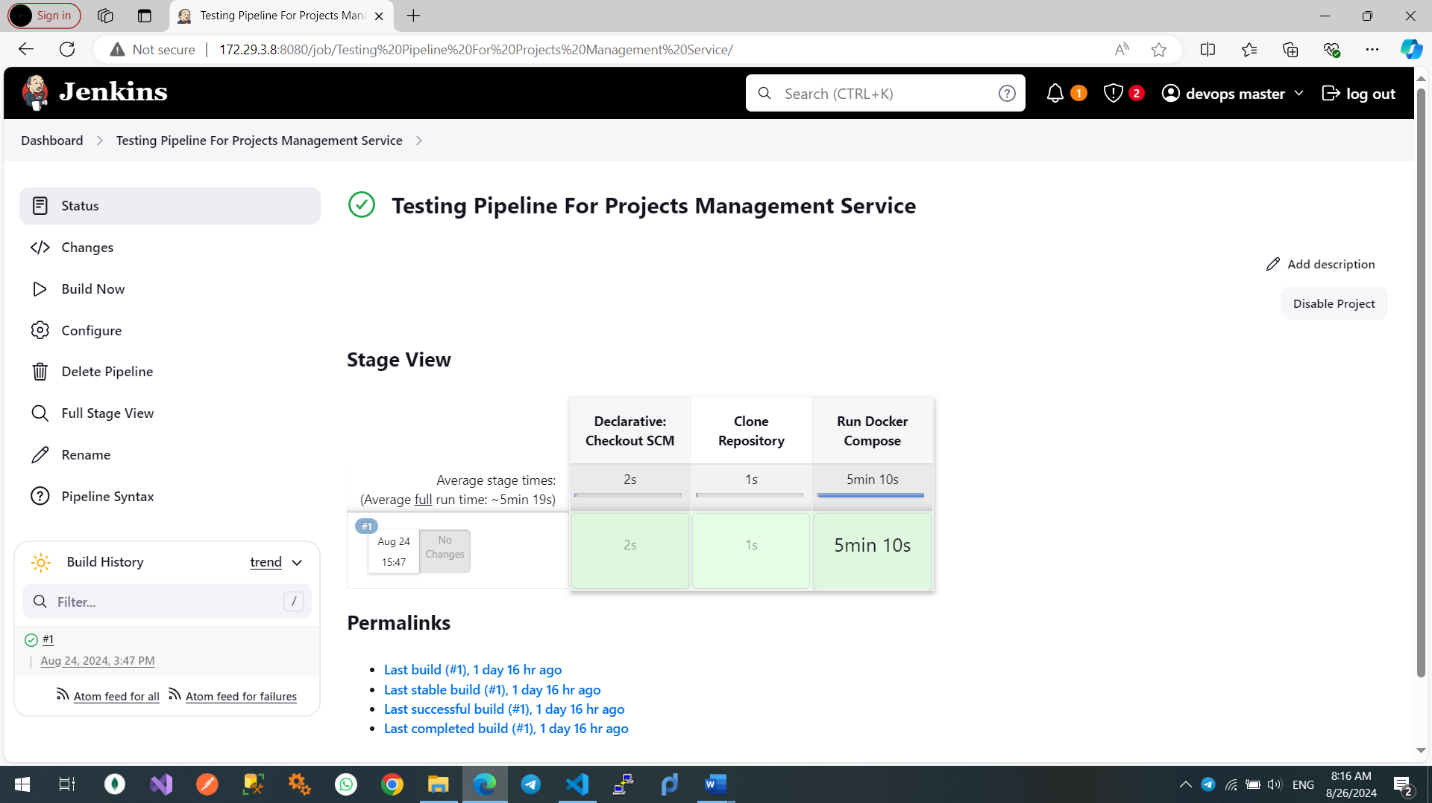 Sign in
Testing Pipeline For Projects Mana
Not secure
172.29.3.8:8080/job/Testing%20Pipeline%20For%20Projects%20Management%20Service/
Jenkins
Search (CTRL+K)
1
2
devops master
log out
Dashboard
Testing Pipeline For Projects Management Service
Status
Changes
Build Now
Configure
Delete Pipeline
Full Stage View
Rename
Pipeline Syntax
Build History
trend
Filter...
/
#1
Aug 24, 2024, 3:47 PM
Atom feed for all
Atom feed for failures
Testing Pipeline For Projects Management Service
Add description
Disable Project
Stage View
Declarative:
Checkout SCM
Clone
Repository
Run Docker
Compose
Average stage times:
(Average full run time: ~5min 19s)
2s
1s
5min 10s
#1
Aug 24
15:47
No
Changes
2s
1s
5min 10s
Permalinks
Last build (#1), 1 day 16 hr ago
Last stable build (#1), 1 day 16 hr ago
Last successful build (#1), 1 day 16 hr ago
Last completed build (#1), 1 day 16 hr ago
ENG
8:16 AM
8/26/2024
2